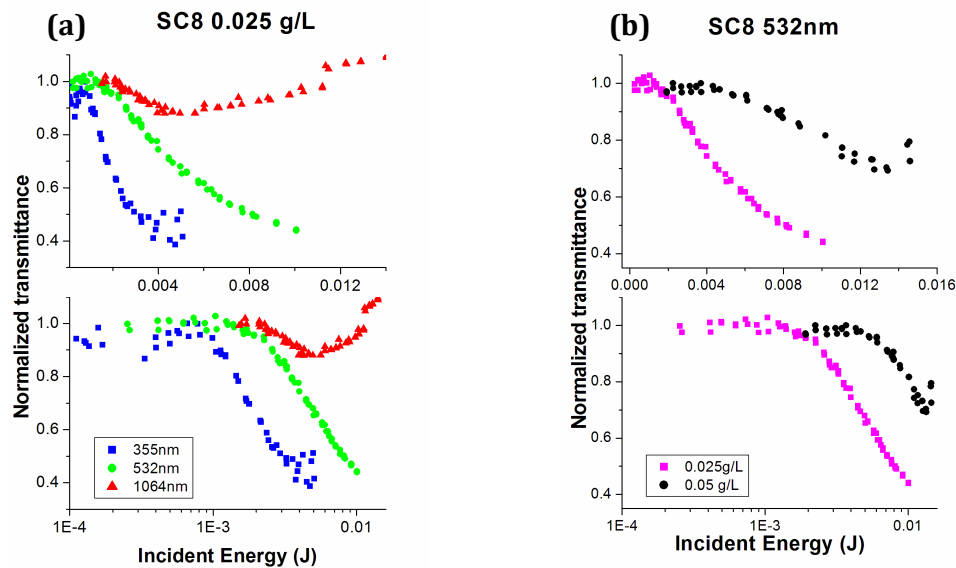 (a) SC8 0.025 g/L
Normalized transmittance
1.0
0.8
0.6
0.4
0.004 0.008 0.012
1.0
0.8
0.6
0.4
355nm
532nm
1064nm
1E-4 1E-3 0.01
Incident Energy (J)
(b) SC8 532nm
Normalized transmittance
1.0
0.8
0.6
0.4
0.000 0.004 0.008 0.012 0.016
1.0
0.8
0.6
0.4
0.025g/L
0.05 g/L
1E-4 1E-3 0.01
Incident Energy (J)